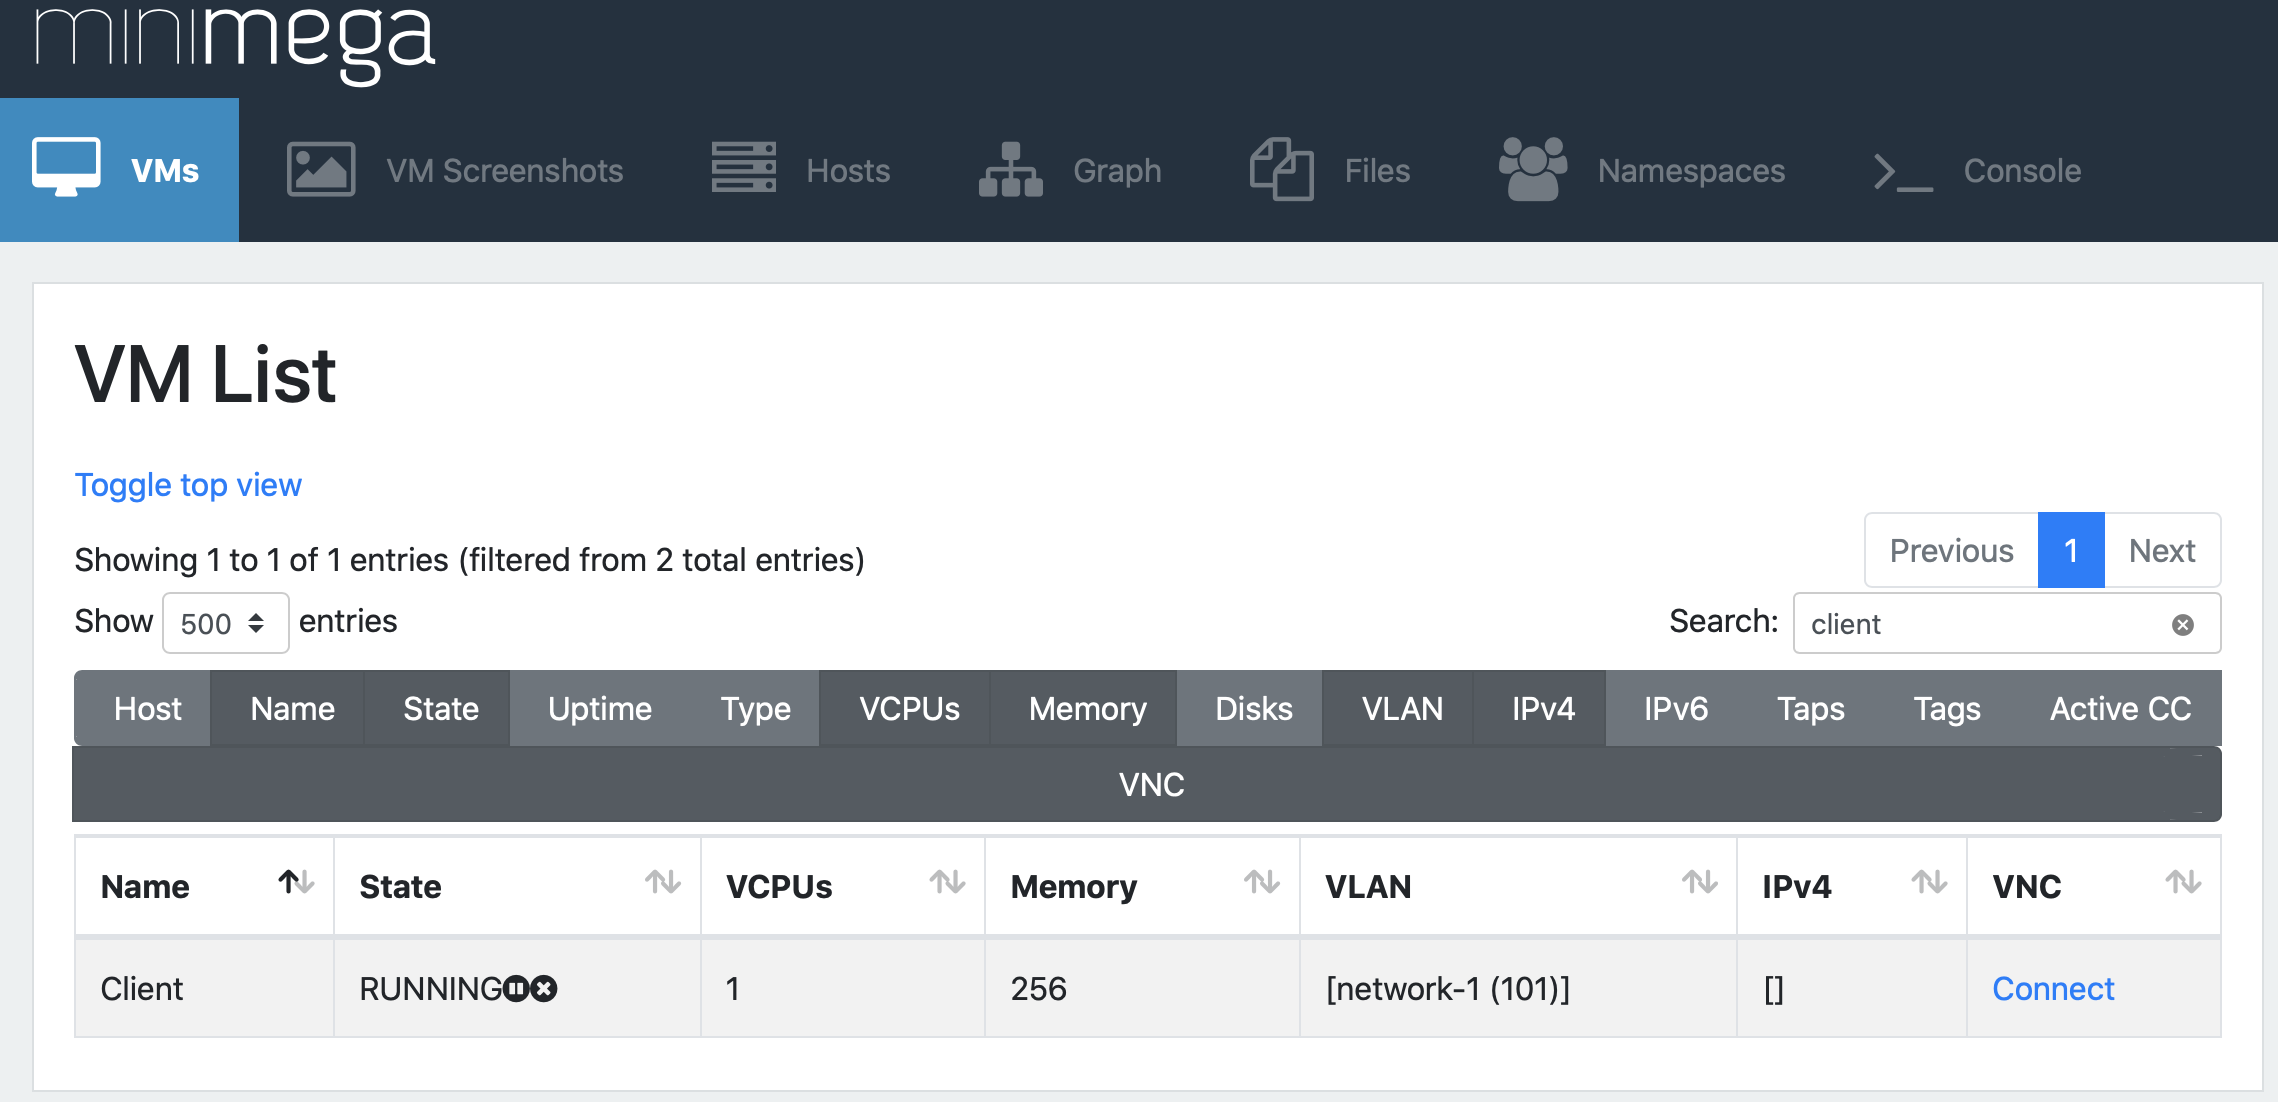 minimega
VMs VM Screenshots Hosts Graph Files Namespaces Console
VM List
Toggle top view
Showing 1 to 1 of 1 entries (filtered from 2 total entries)
Previous 1 Next
Show 500 entries
Search: client
Host Name State Uptime Type VCPUs Memory Disks VLAN IPv4 IPv6 Taps Tags Active CC
VNC
Name State VCPUs Memory VLAN IPv4 VNC
Client RUNNING 1 256 [network-1 (101)] [] Connect